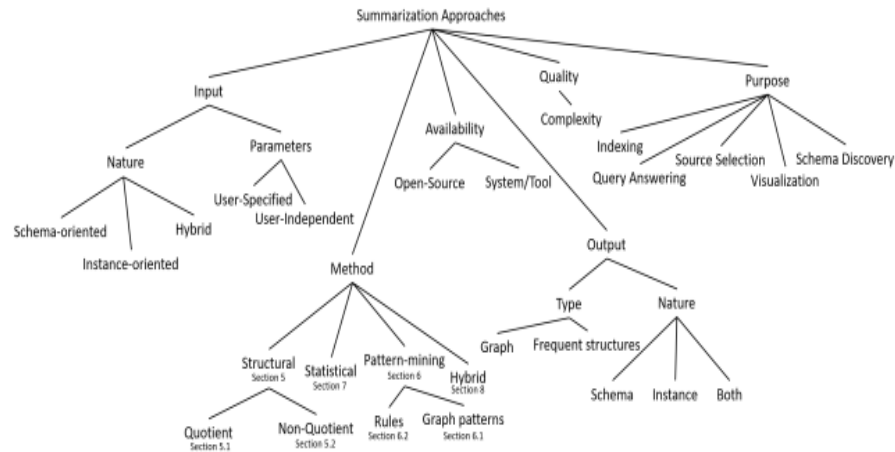 Summarization Approaches
Input
Quality
Purpose
Availability
Complexity
Nature
Parameters
Indexing
Source Selection
Schema Discovery
Query Answering
Visualization
Open-Source
System/Tool
User-Specified
User-Independent
Schema-oriented
Hybrid
Instance-oriented
Method
Output
Type
Nature
Graph
Frequent structures
Structural
Section 5
Statistical
Section 7
Pattern-mining
Section 6
Hybrid
Section 8
Schema
Instance
Both
Quotient
Section 5.1
Non-Quotient
Section 5.2
Rules
Section 6.2
Graph patterns
Section 6.1